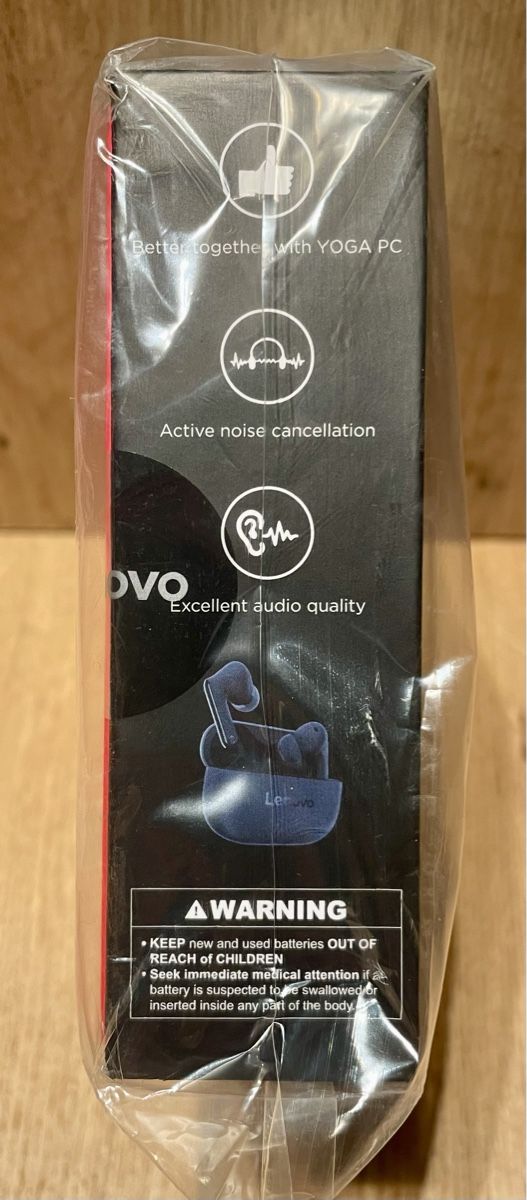 Better together with YOGA PC
Active noise cancellation
ovo
Excellent audio quality
Lenovo
WARNING
• KEEP new and used batteries OUT OF
REACH of CHILDREN
• Seek immediate medical attention if a
battery is suspected to be swallowed or
inserted inside any part of the body.